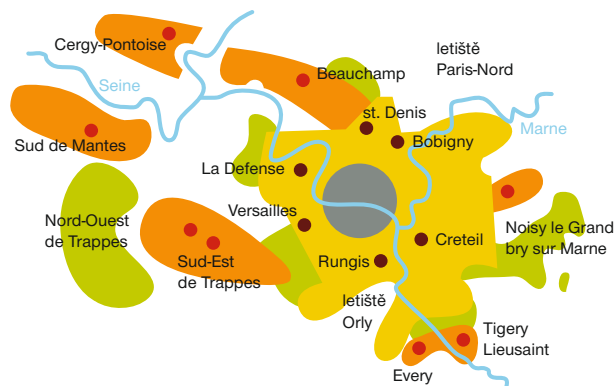 Cergy-Pontoise
letiště
Paris-Nord
Beauchamp
Seine
st. Denis
Marne
Bobigny
Sud de Mantes
La Defense
Versailles
Nord-Ouest
de Trappes
Noisy le Grand
bry sur Marne
Creteil
Sud-Est
de Trappes
Rungis
letiště
Orly
Tigery
Lieusaint
Every